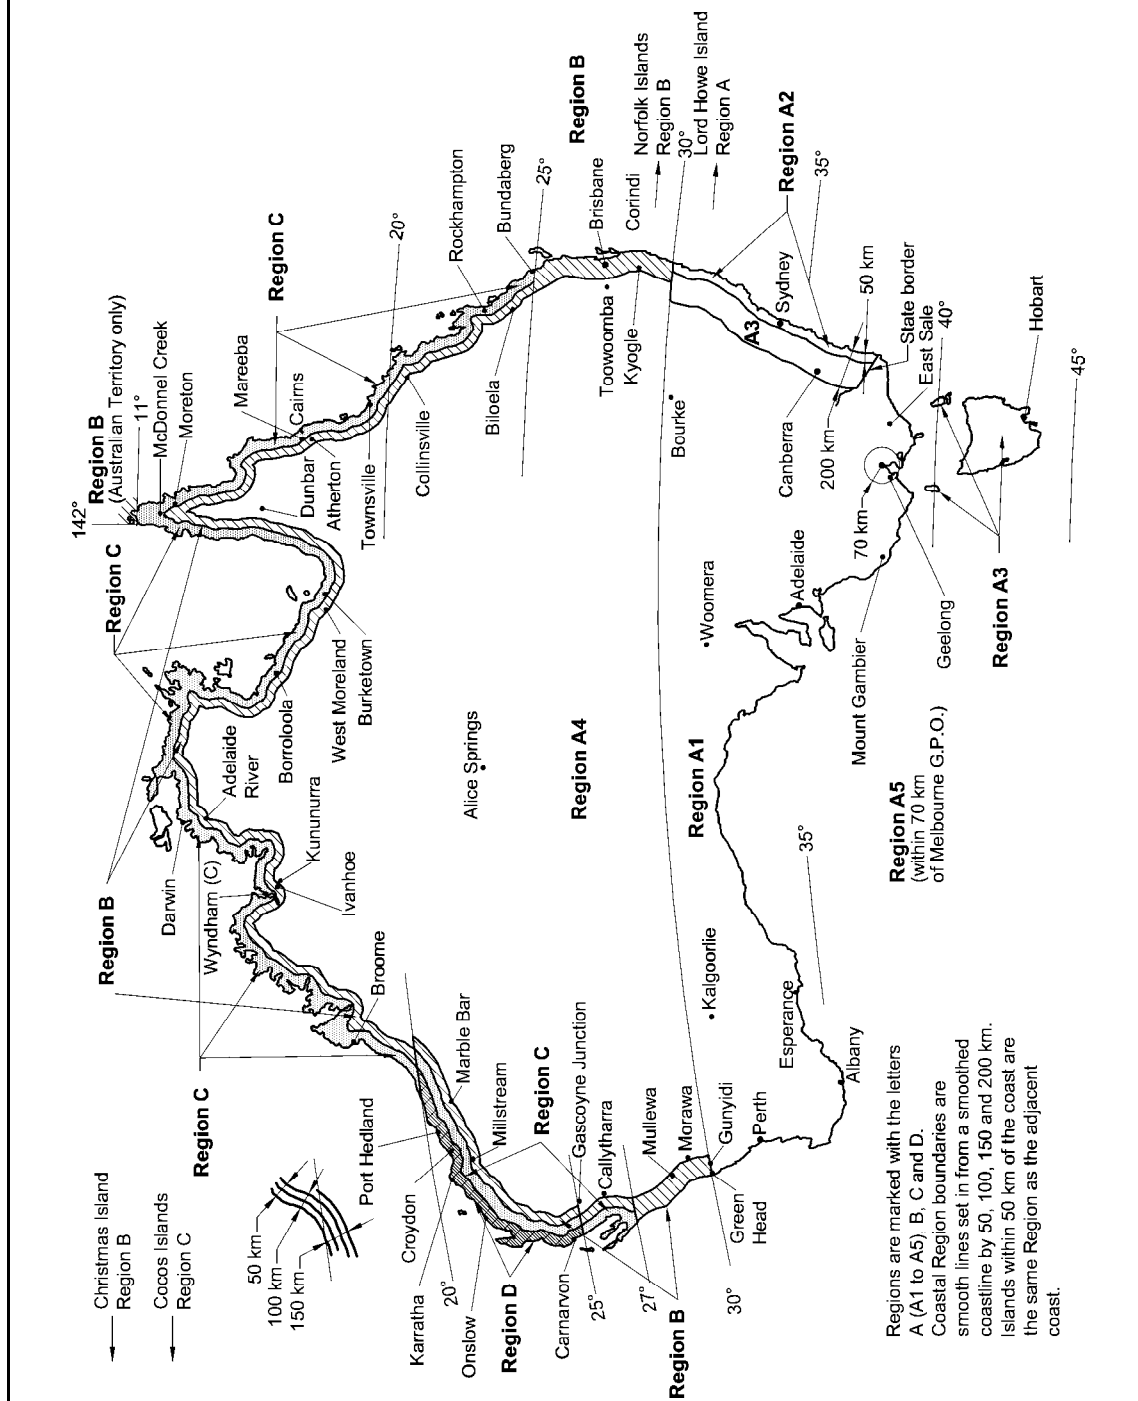 Christmas Island
Region B
Cocos Islands
Region C
50 km
100 km
150 km
Region C
Port Hedland
Croydon
Karratha
20°
Onslow
Region D
Carnarvon
25°
27°
Region B
30°
Region B
Darwin
Wyndham (C)
Broome
Ivanhoe
Kununurra
Adelaide
River
Borroloola
West Moreland
Burketown
Region C
142°
Region B
(Australian Territory only)
11°
McDonnel Creek
Moreton
Mareeba
Cairns
Dunbar
Atherton
Townsville
Region C
20°
Collinsville
Rockhampton
Bundaberg
Biloela
25°
Region B
Brisbane
Toowoomba
Kyogle
Corindi
Norfolk Islands
Region B
30°
Lord Howe Island
Region A
Region A2
35°
Marble Bar
Millstream
Region C
Gascoyne Junction
Callytharra
Mullewa
Morawa
Gunyidi
Green
Head
Perth
Alice Springs
Region A4
Region A1
Bourke
Woomera
Kalgoorlie
Esperance
Albany
35°
Adelaide
Mount Gambier
A3
Sydney
Canberra
200 km
50 km
State border
East Sale
40°
70 km
Geelong
Hobart
45°
Region A3
Region A5
(within 70 km
of Melbourne G.P.O.)
Regions are marked with the letters
A (A1 to A5) B, C and D.
Coastal Region boundaries are
smooth lines set in from a smoothed
coastline by 50, 100, 150 and 200 km.
Islands within 50 km of the coast are
the same Region as the adjacent
coast.